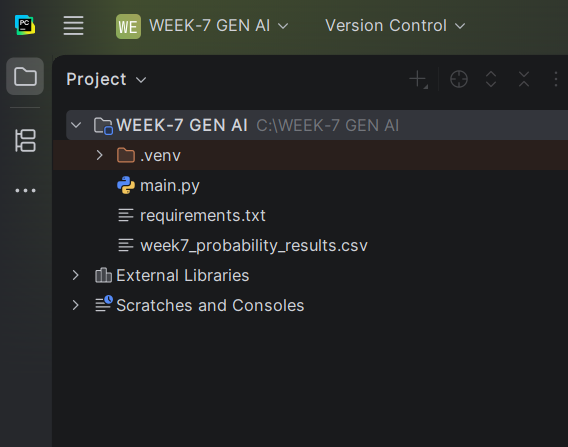 PC
WE WEEK-7 GEN AI Version Control
Project
WEEK-7 GEN AI C:\WEEK-7 GEN AI
.venv
main.py
requirements.txt
week7_probability_results.csv
External Libraries
Scratches and Consoles